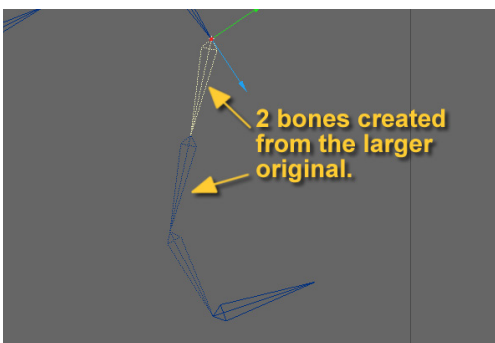 2 bones created
from the larger
original.